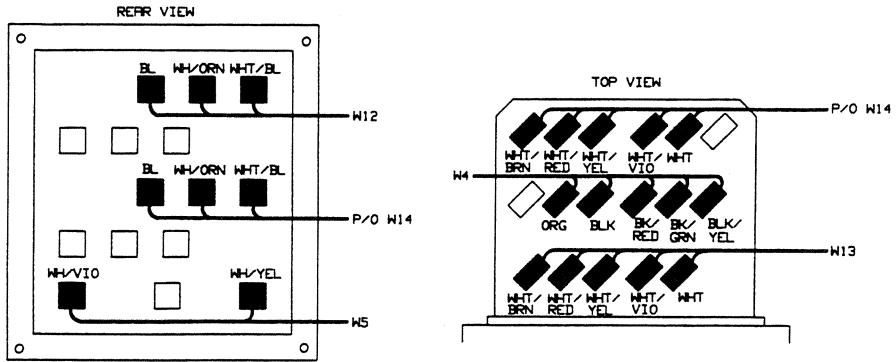 REAR VIEW
BL WH/ORN WHT/BL
W12
BL WH/ORN WHT/BL
P/O W14
WH/VIO WH/YEL
W5
TOP VIEW
P/O W14
WHT/ WHT/ WHT/ WHT/ WHT
BRN RED YEL VIO
W4
ORG BLK BK/ BK/ BLK/
RED GRN YEL
W13
WHT/ WHT/ WHT/ WHT/ WHT
BRN RED YEL VIO